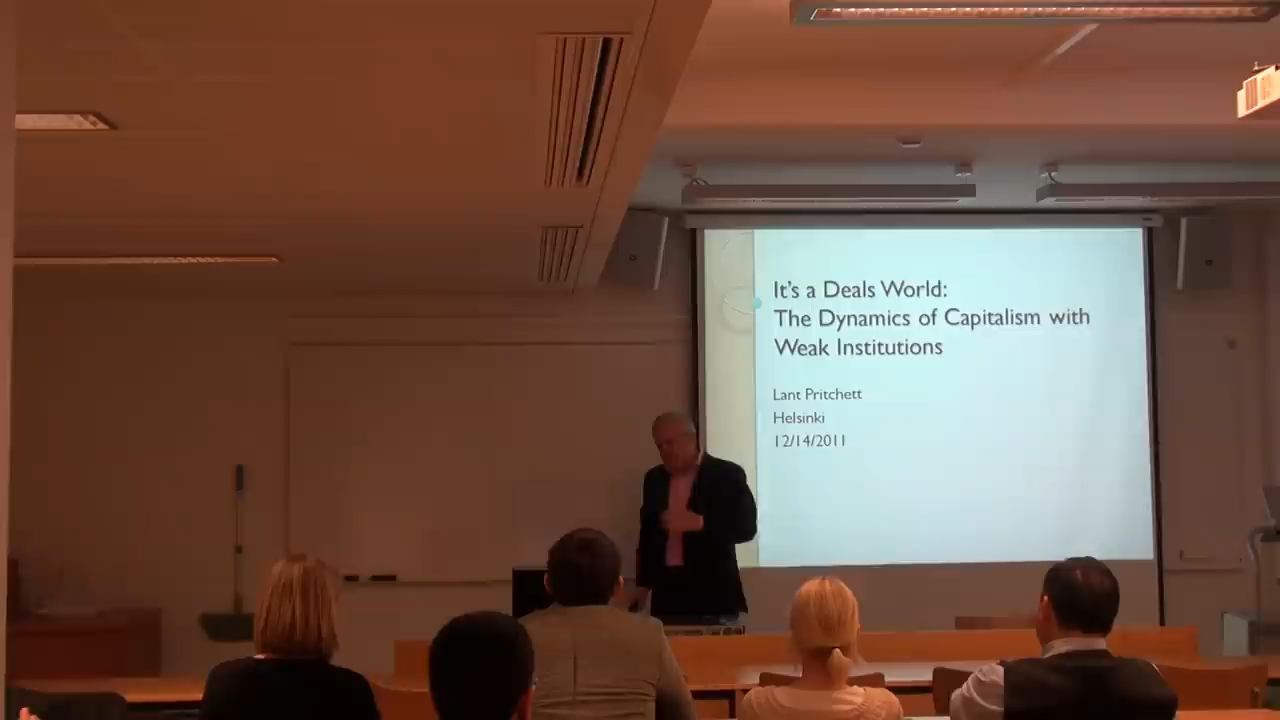 It's a Deals World:
The Dynamics of Capitalism with
Weak Institutions
Lant Pritchett
Helsinki
12/14/2011